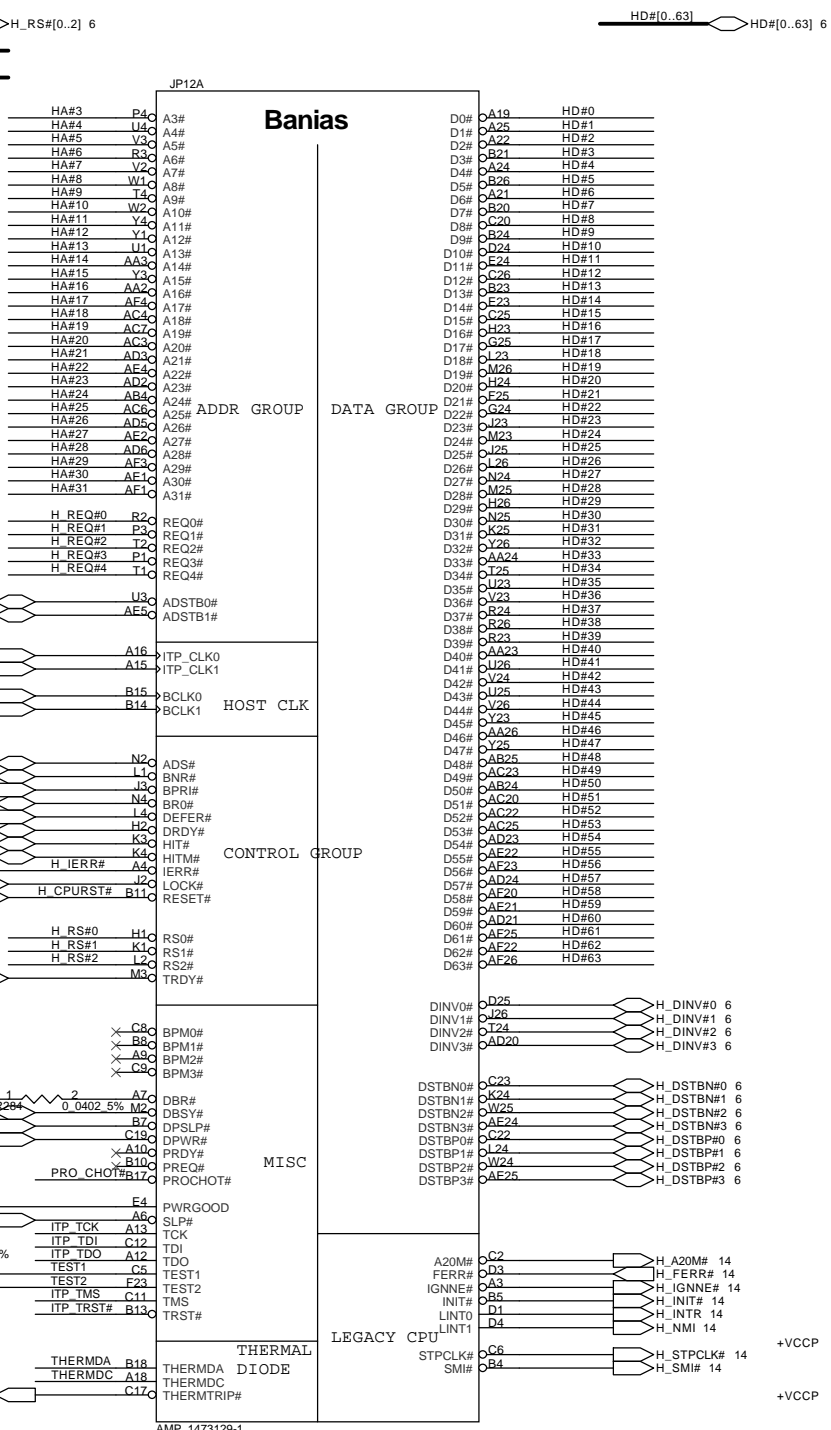 H_RS#[0..2] 6
HD#[0..63]
HD#[0..63] 6
JP12A
Banias
HA#3 P4 A3#
HA#4 U4 A4#
HA#5 V3 A5#
HA#6 R3 A6#
HA#7 V2 A7#
HA#8 W1 A8#
HA#9 T4 A9#
HA#10 W2 A10#
HA#11 Y4 A11#
HA#12 Y1 A12#
HA#13 U1 A13#
HA#14 AA3 A14#
HA#15 Y3 A15#
HA#16 AA2 A16#
HA#17 AF4 A17#
HA#18 AC4 A18#
HA#19 AC7 A19#
HA#20 AC3 A20#
HA#21 AD3 A21#
HA#22 AE4 A22#
HA#23 AD2 A23#
HA#24 AB4 A24#
HA#25 AC6 A25#
HA#26 AD5 A26#
HA#27 AE2 A27#
HA#28 AD6 A28#
HA#29 AF3 A29#
HA#30 AE1 A30#
HA#31 AF1 A31#
ADDR GROUP
H_REQ#0 R2 REQ0#
H_REQ#1 P3 REQ1#
H_REQ#2 T2 REQ2#
H_REQ#3 P1 REQ3#
H_REQ#4 T1 REQ4#
U3 ADSTB0#
AE5 ADSTB1#
A16 ITP_CLK0
A15 ITP_CLK1
B15 BCLK0
B14 BCLK1
HOST CLK
N2 ADS#
L1 BNR#
J3 BPRI#
N4 BR0#
L4 DEFER#
H2 DRDY#
K3 HIT#
K4 HITM#
H_IERR# A4 IERR#
J2 LOCK#
H_CPURST# B11 RESET#
CONTROL GROUP
H_RS#0 H1 RS0#
H_RS#1 K1 RS1#
H_RS#2 L2 RS2#
M3 TRDY#
C8 BPM0#
B8 BPM1#
A9 BPM2#
C9 BPM3#
1 2 A7 DBR#
R284 0_0402_5% M2 DBSY#
B7 DPSLP#
C19 DPWR#
A10 PRDY#
B10 PREQ#
PRO_CHOT# B17 PROCHOT#
MISC
E4 PWRGOOD
A6 SLP#
ITP_TCK A13 TCK
ITP_TDI C12 TDI
% ITP_TDO A12 TDO
TEST1 C5 TEST1
TEST2 F23 TEST2
ITP_TMS C11 TMS
ITP_TRST# B13 TRST#
THERMAL
DIODE
THERMDA B18 THERMDA
THERMDC A18 THERMDC
C17 THERMTRIP#
AMP_1473129-1
D0# A19 HD#0
D1# A25 HD#1
D2# A22 HD#2
D3# B21 HD#3
D4# A24 HD#4
D5# B26 HD#5
D6# A21 HD#6
D7# B20 HD#7
D8# C20 HD#8
D9# B24 HD#9
D10# D24 HD#10
D11# E24 HD#11
D12# C26 HD#12
D13# B23 HD#13
D14# E23 HD#14
D15# C25 HD#15
D16# H23 HD#16
D17# G25 HD#17
D18# L23 HD#18
D19# M26 HD#19
D20# H24 HD#20
D21# F25 HD#21
D22# G24 HD#22
D23# J23 HD#23
D24# M23 HD#24
D25# J25 HD#25
D26# L26 HD#26
D27# N24 HD#27
D28# M25 HD#28
D29# H26 HD#29
D30# N25 HD#30
D31# K25 HD#31
D32# Y26 HD#32
D33# AA24 HD#33
D34# T25 HD#34
D35# U23 HD#35
D36# V23 HD#36
D37# R24 HD#37
D38# R26 HD#38
D39# R23 HD#39
D40# AA23 HD#40
D41# U26 HD#41
D42# V24 HD#42
D43# U25 HD#43
D44# V26 HD#44
D45# Y23 HD#45
D46# AA26 HD#46
D47# Y25 HD#47
D48# AB25 HD#48
D49# AC23 HD#49
D50# AB24 HD#50
D51# AC20 HD#51
D52# AC22 HD#52
D53# AC25 HD#53
D54# AD23 HD#54
D55# AE22 HD#55
D56# AF23 HD#56
D57# AD24 HD#57
D58# AF20 HD#58
D59# AE21 HD#59
D60# AD21 HD#60
D61# AF25 HD#61
D62# AF22 HD#62
D63# AF26 HD#63
DATA GROUP
DINV0# D25 H_DINV#0 6
DINV1# J26 H_DINV#1 6
DINV2# T24 H_DINV#2 6
DINV3# AD20 H_DINV#3 6
DSTBN0# C23 H_DSTBN#0 6
DSTBN1# K24 H_DSTBN#1 6
DSTBN2# W25 H_DSTBN#2 6
DSTBN3# AE24 H_DSTBN#3 6
DSTBP0# C22 H_DSTBP#0 6
DSTBP1# L24 H_DSTBP#1 6
DSTBP2# W24 H_DSTBP#2 6
DSTBP3# AE25 H_DSTBP#3 6
A20M# C2 H_A20M# 14
FERR# D3 H_FERR# 14
IGNNE# A3 H_IGNNE# 14
INIT# B5 H_INIT# 14
LINT0 D1 H_INTR 14
LINT1 D4 H_NMI 14
LEGACY CPU
STPCLK# C6 H_STPCLK# 14
SMI# B4 H_SMI# 14
+VCCP
+VCCP